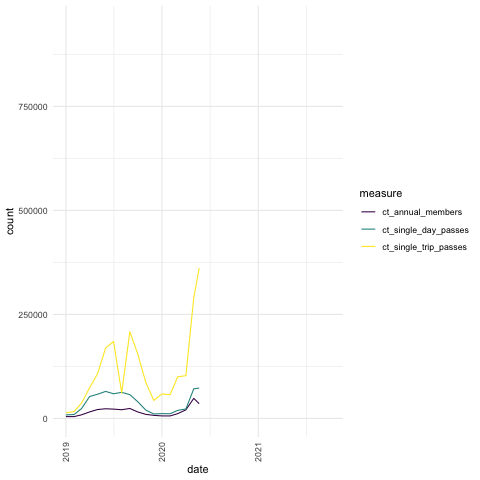 750000
500000
250000
0
count
2019
2020
2021
date
measure
ct_annual_members
ct_single_day_passes
ct_single_trip_passes